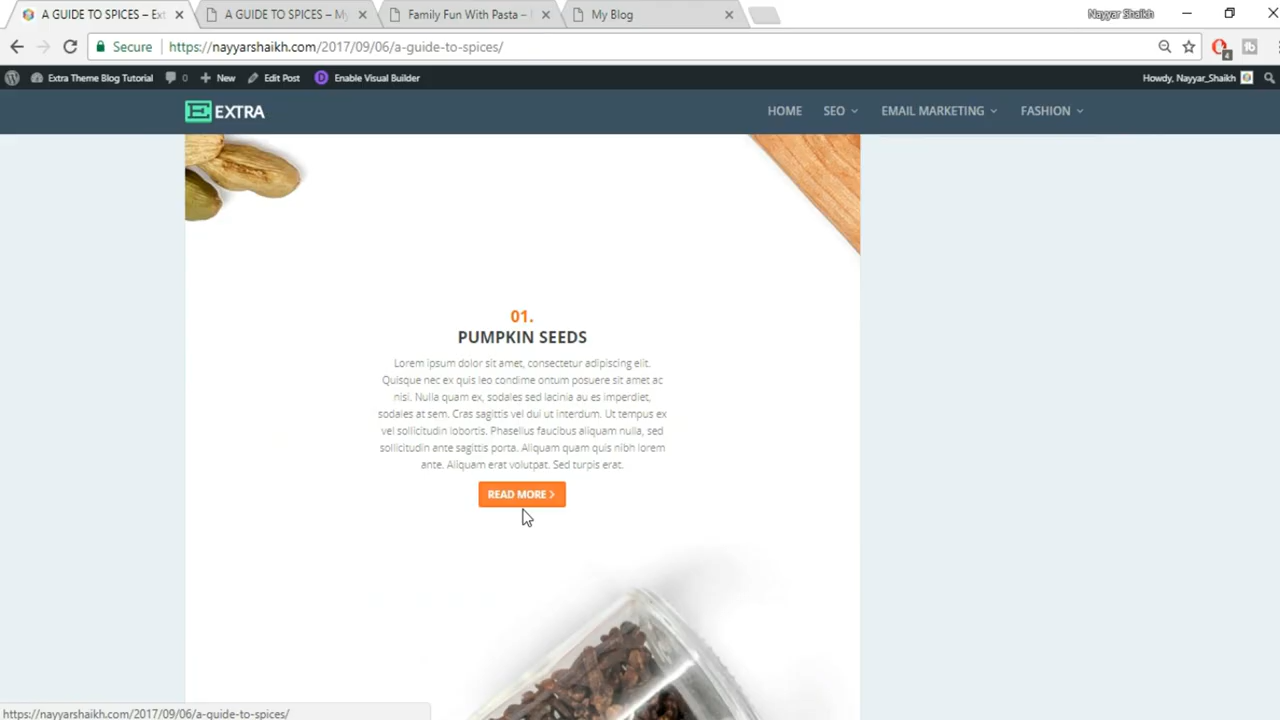 A GUIDE TO SPICES – Ext
A GUIDE TO SPICES – My
Family Fun With Pasta –
My Blog
Nayyar Shaikh
Secure
https://nayyarshaikh.com/2017/09/06/a-guide-to-spices/
4
Extra Theme Blog Tutorial
0
New
Edit Post
D
Enable Visual Builder
Howdy, Nayyar_Shaikh
E EXTRA
HOME
SEO
EMAIL MARKETING
FASHION
01.
PUMPKIN SEEDS
Lorem ipsum dolor sit amet, consectetur adipiscing elit.
Quisque nec ex quis leo condime ontum posuere sit amet ac
nisi. Nulla quam ex, sodales sed lacinia au es imperdiet,
sodales at sem. Cras sagittis vel dui ut interdum. Ut tempus ex
vel sollicitudin lobortis. Phasellus faucibus aliquam nulla, sed
sollicitudin ante sagittis porta. Aliquam quam quis nibh lorem
ante. Aliquam erat volutpat. Sed turpis erat.
READ MORE
https://nayyarshaikh.com/2017/09/06/a-guide-to-spices/